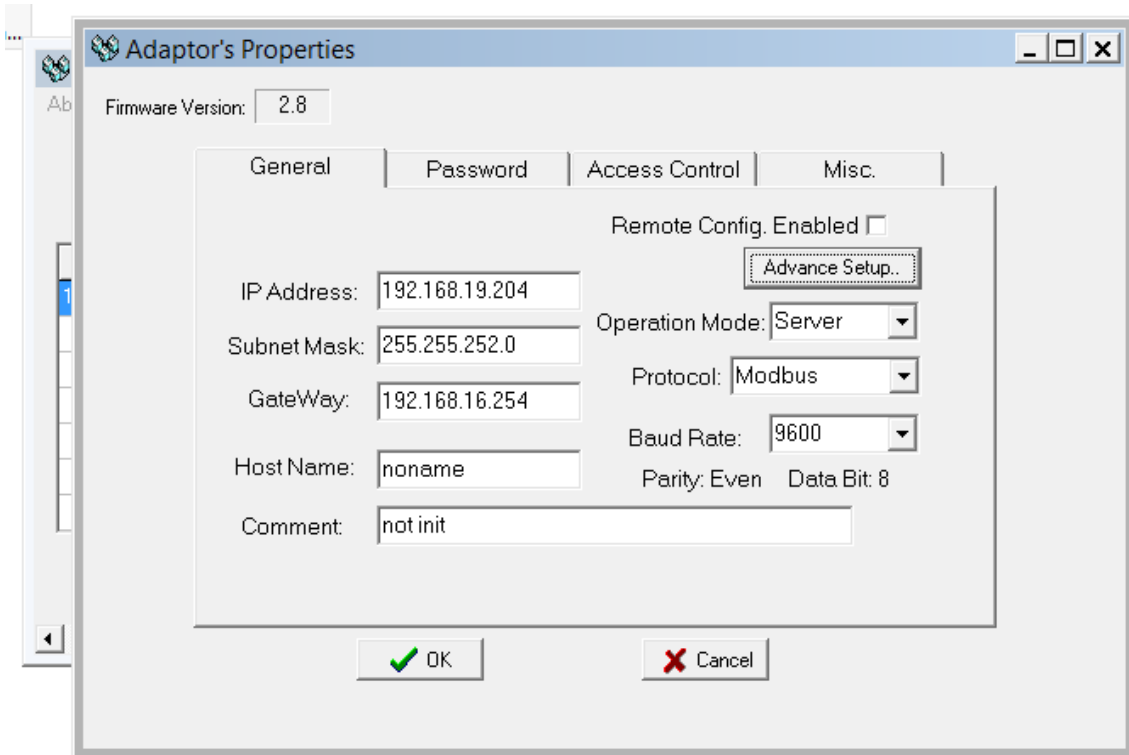 Adaptor's Properties
Ab
Firmware Version: 2.8
General Password Access Control Misc.
Remote Config. Enabled
Advance Setup..
IP Address: 192.168.19.204
Operation Mode: Server
Subnet Mask: 255.255.252.0
Protocol: Modbus
GateWay: 192.168.16.254
Baud Rate: 9600
Host Name: noname
Parity: Even Data Bit: 8
Comment: not init
OK Cancel
1